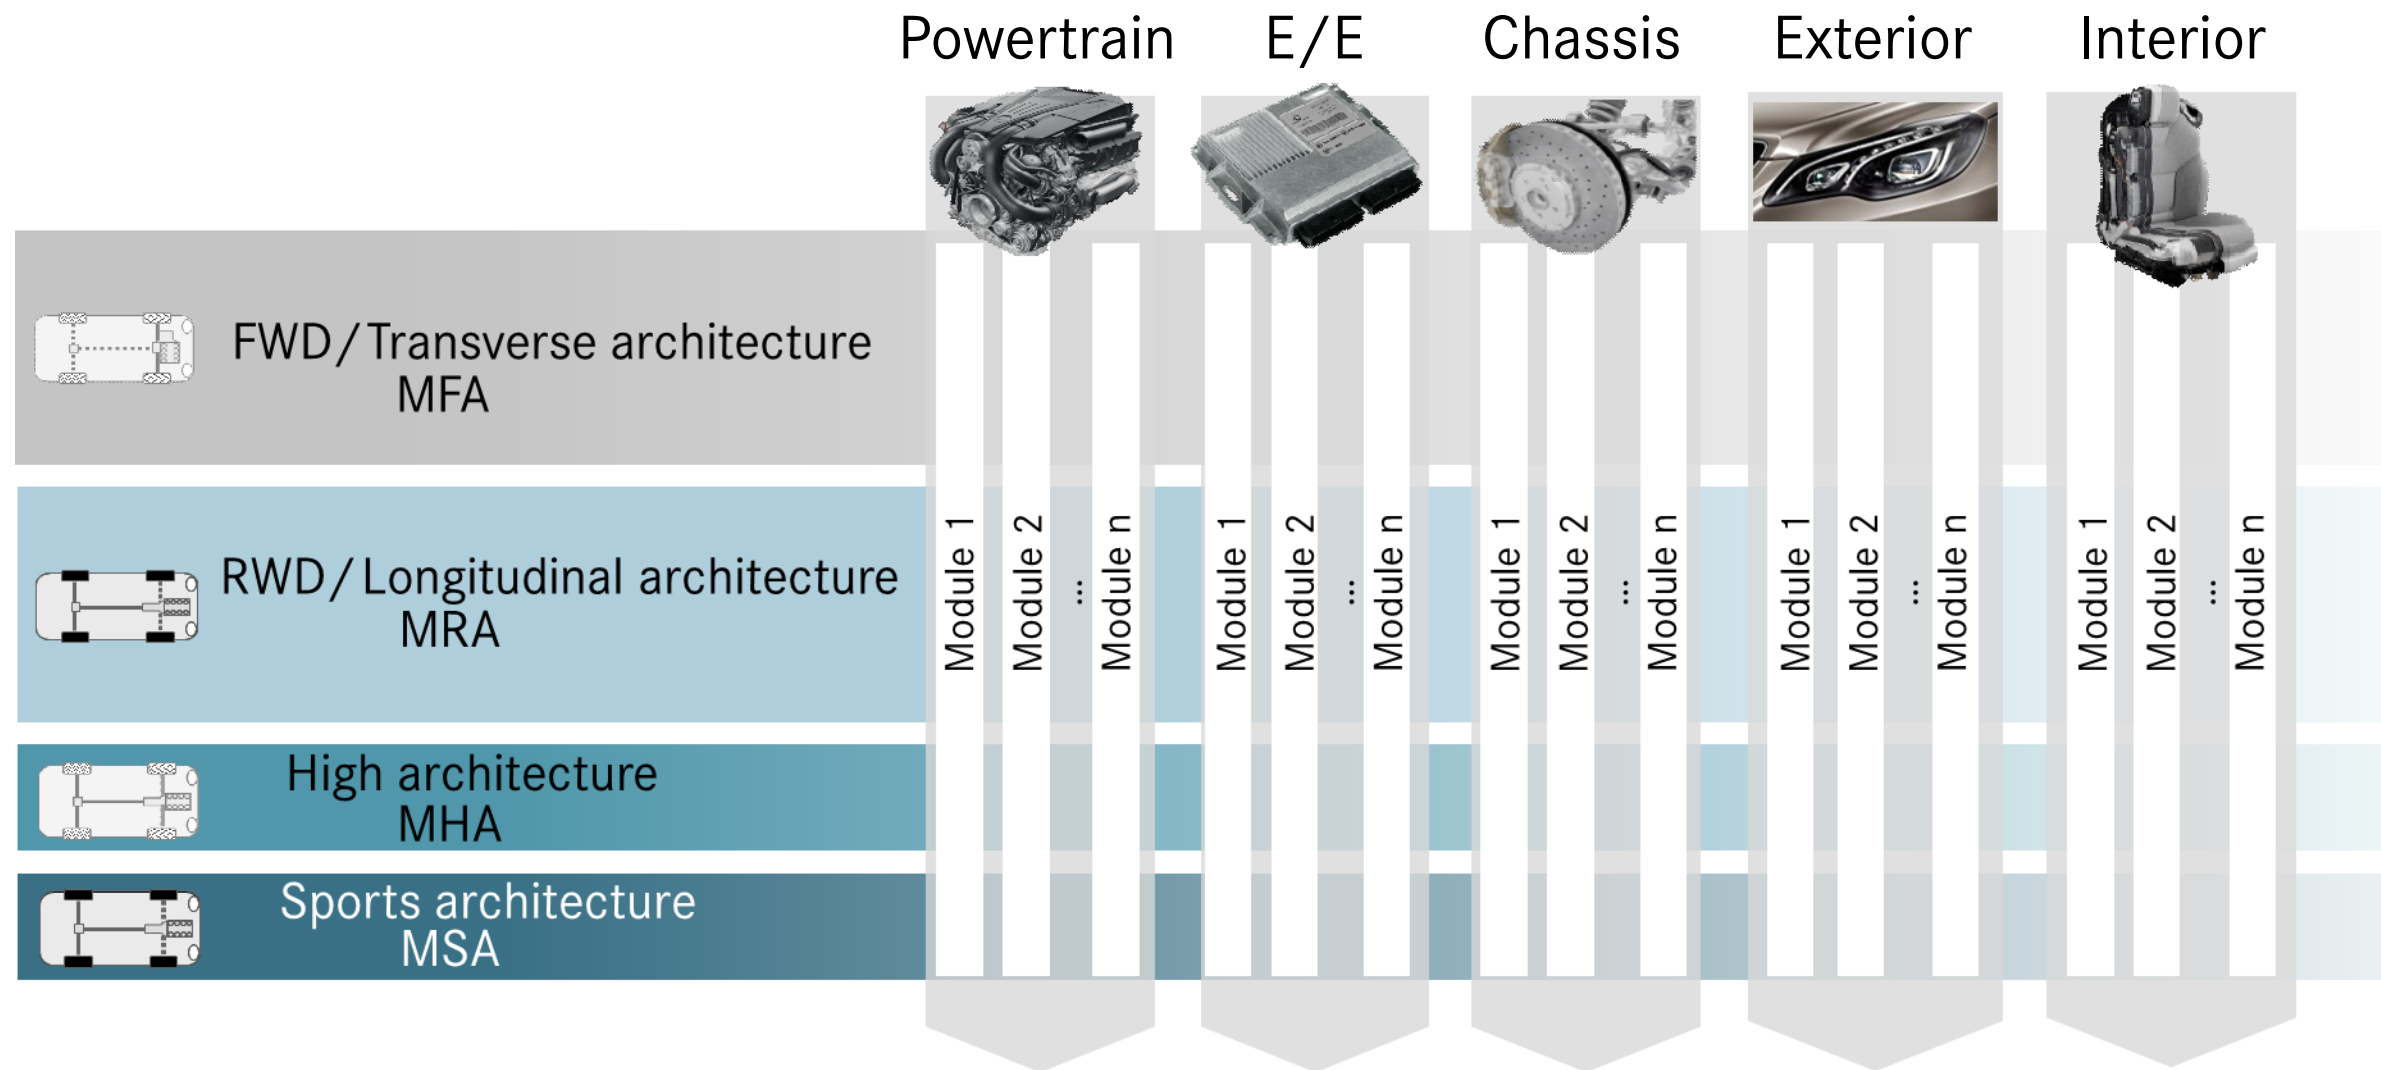 Powertrain E/E Chassis Exterior Interior
FWD/Transverse architecture
MFA
RWD/Longitudinal architecture
MRA
Module 1 Module 2 ... Module n Module 1 Module 2 ... Module n Module 1 Module 2 ... Module n Module 1 Module 2 ... Module n Module 1 Module 2 ... Module n
High architecture
MHA
Sports architecture
MSA